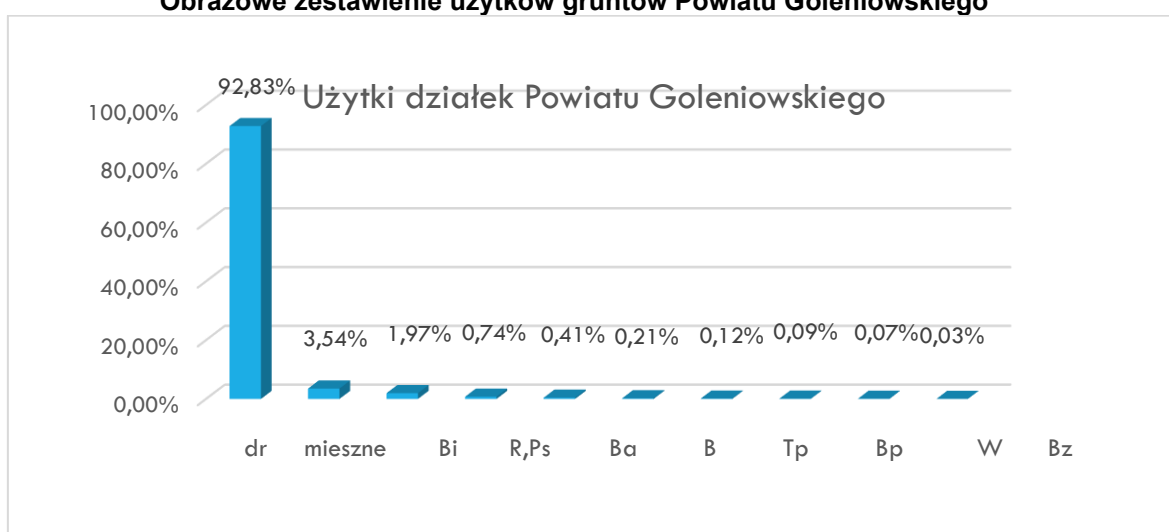 Obrazowe zestawienie użytków gruntów Powiatu Goleniowskiego
Użytki działek Powiatu Goleniowskiego
92,83%
100,00%
80,00%
60,00%
40,00%
20,00%
0,00%
3,54% 1,97% 0,74% 0,41% 0,21% 0,12% 0,09% 0,07% 0,03%
dr mieszne Bi R,Ps Ba B Tp Bp W Bz